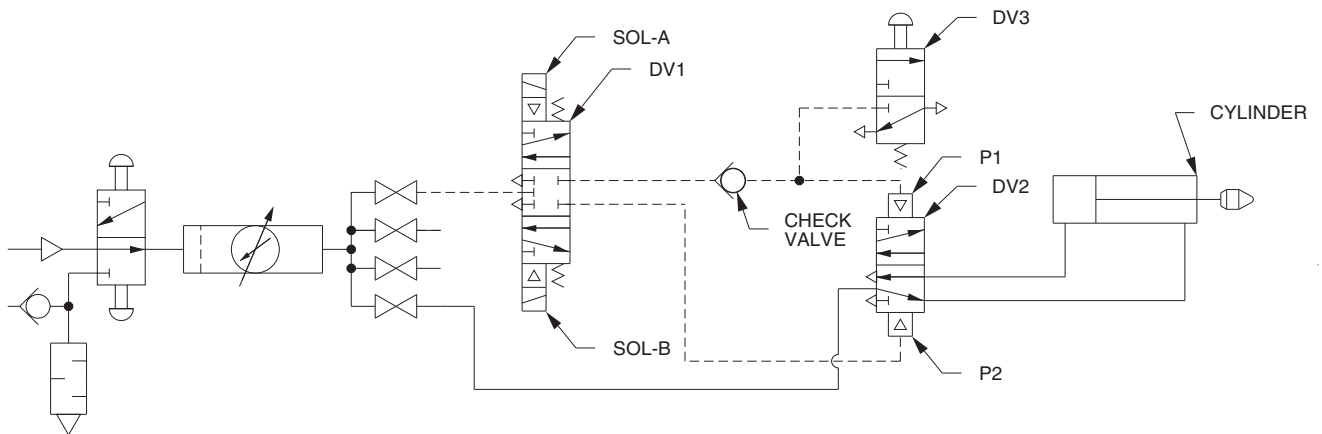 SOL-A
DV1
DV3
CYLINDER
P1
DV2
CHECK
VALVE
SOL-B
P2